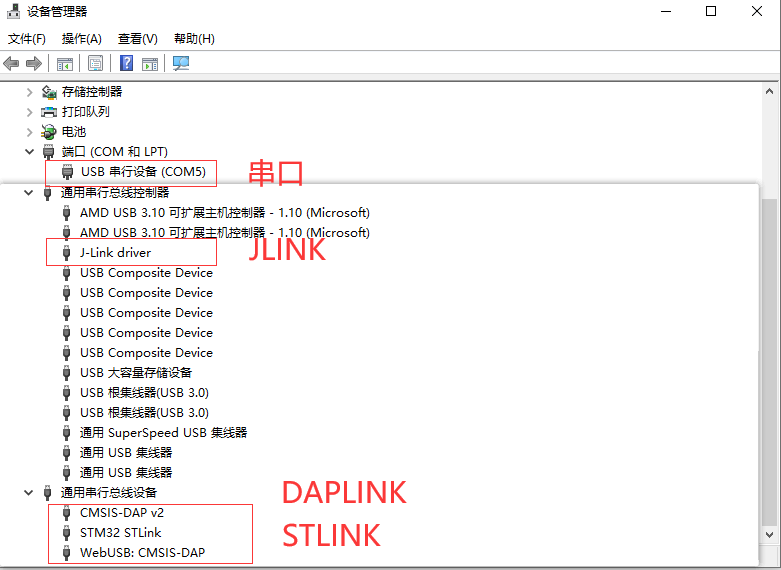 设备管理器
文件(F) 操作(A) 查看(V) 帮助(H)
存储控制器
打印队列
电池
端口 (COM 和 LPT)
USB 串行设备 (COM5)
串口
通用串行总线控制器
AMD USB 3.10 可扩展主机控制器 - 1.10 (Microsoft)
AMD USB 3.10 可扩展主机控制器 - 1.10 (Microsoft)
J-Link driver
JLINK
USB Composite Device
USB Composite Device
USB Composite Device
USB Composite Device
USB Composite Device
USB 大容量存储设备
USB 根集线器(USB 3.0)
USB 根集线器(USB 3.0)
通用 SuperSpeed USB 集线器
通用 USB 集线器
通用 USB 集线器
通用串行总线设备
DAPLINK
CMSIS-DAP v2
STM32 STLink
STLINK
WebUSB: CMSIS-DAP